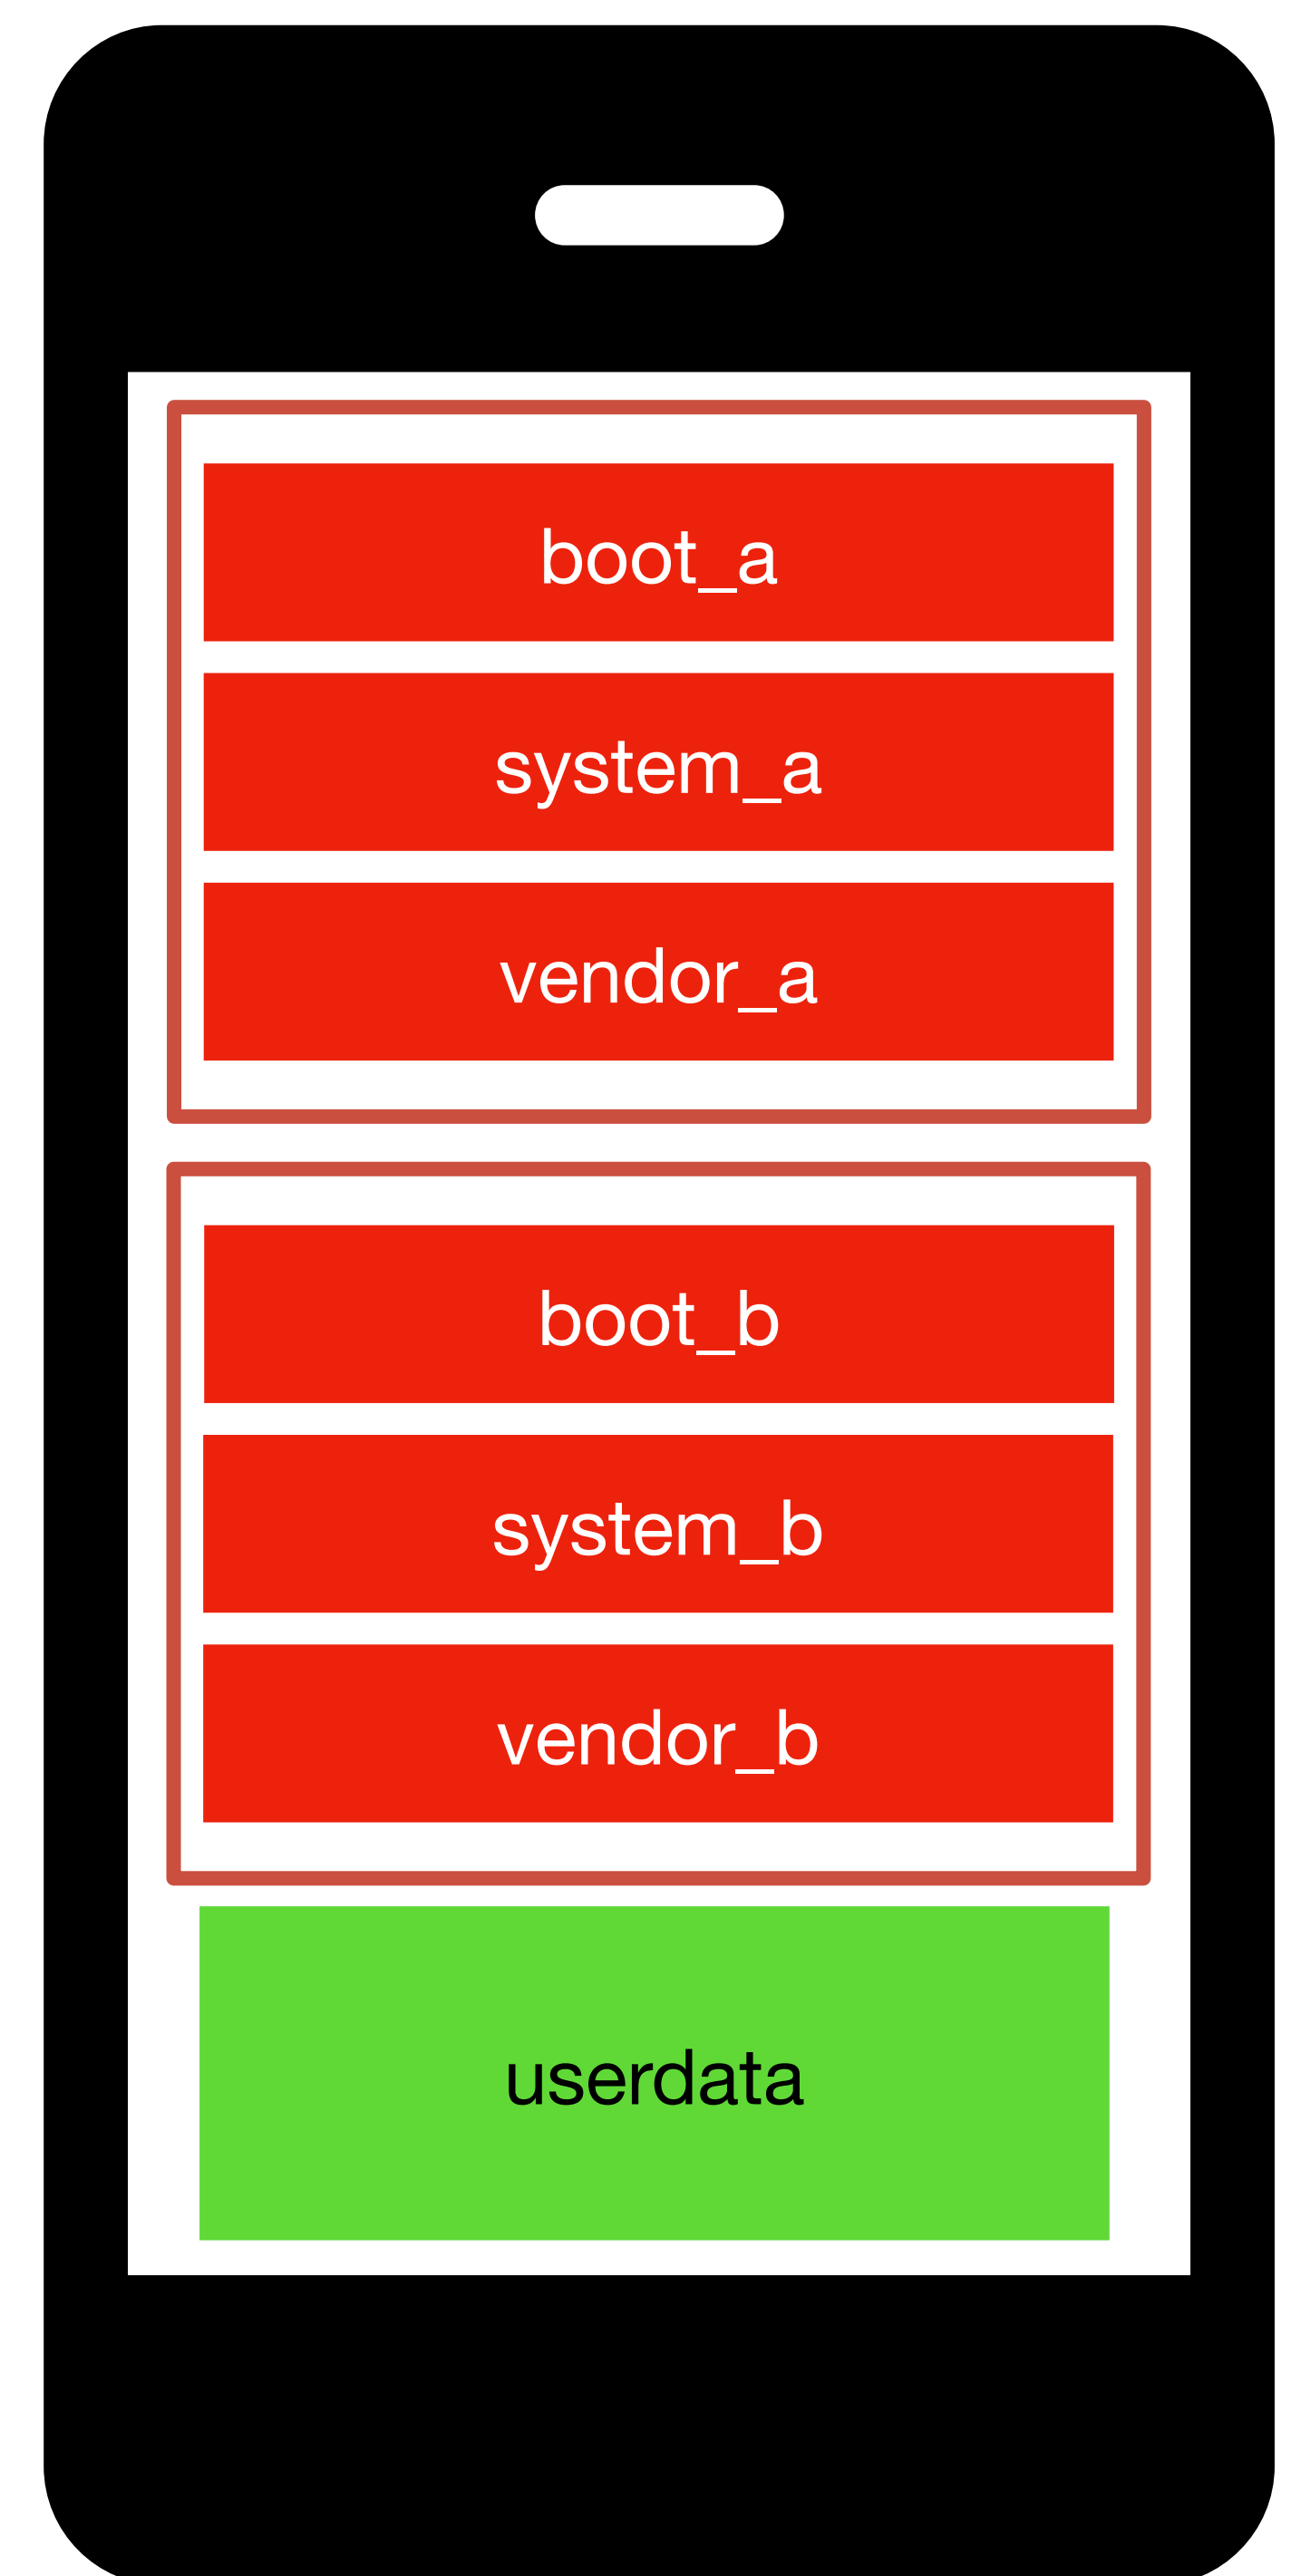 boot_a
system_a
vendor_a
boot_b
system_b
vendor_b
userdata